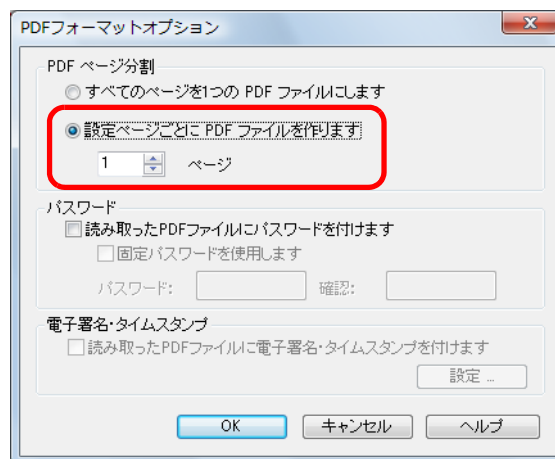 PDFフォーマットオプション
PDF ページ分割
すべてのページを1つの PDF ファイルにします
設定ページごとに PDF ファイルを作ります
1 ページ
パスワード
読み取ったPDFファイルにパスワードを付けます
固定パスワードを使用します
パスワード: 確認:
電子署名・タイムスタンプ
読み取ったPDFファイルに電子署名・タイムスタンプを付けます
設定 ...
OK キャンセル ヘルプ